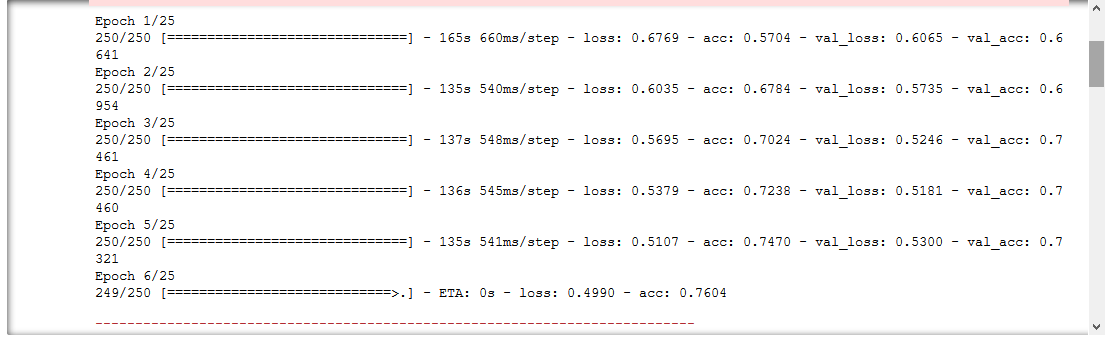 Epoch 1/25
250/250 [==============================] - 165s 660ms/step - loss: 0.6769 - acc: 0.5704 - val_loss: 0.6065 - val_acc: 0.6
641
Epoch 2/25
250/250 [==============================] - 135s 540ms/step - loss: 0.6035 - acc: 0.6784 - val_loss: 0.5735 - val_acc: 0.6
954
Epoch 3/25
250/250 [==============================] - 137s 548ms/step - loss: 0.5695 - acc: 0.7024 - val_loss: 0.5246 - val_acc: 0.7
461
Epoch 4/25
250/250 [==============================] - 136s 545ms/step - loss: 0.5379 - acc: 0.7238 - val_loss: 0.5181 - val_acc: 0.7
460
Epoch 5/25
250/250 [==============================] - 135s 541ms/step - loss: 0.5107 - acc: 0.7470 - val_loss: 0.5300 - val_acc: 0.7
321
Epoch 6/25
249/250 [============================>.] - ETA: 0s - loss: 0.4990 - acc: 0.7604
---------------------------------------------------------------------------